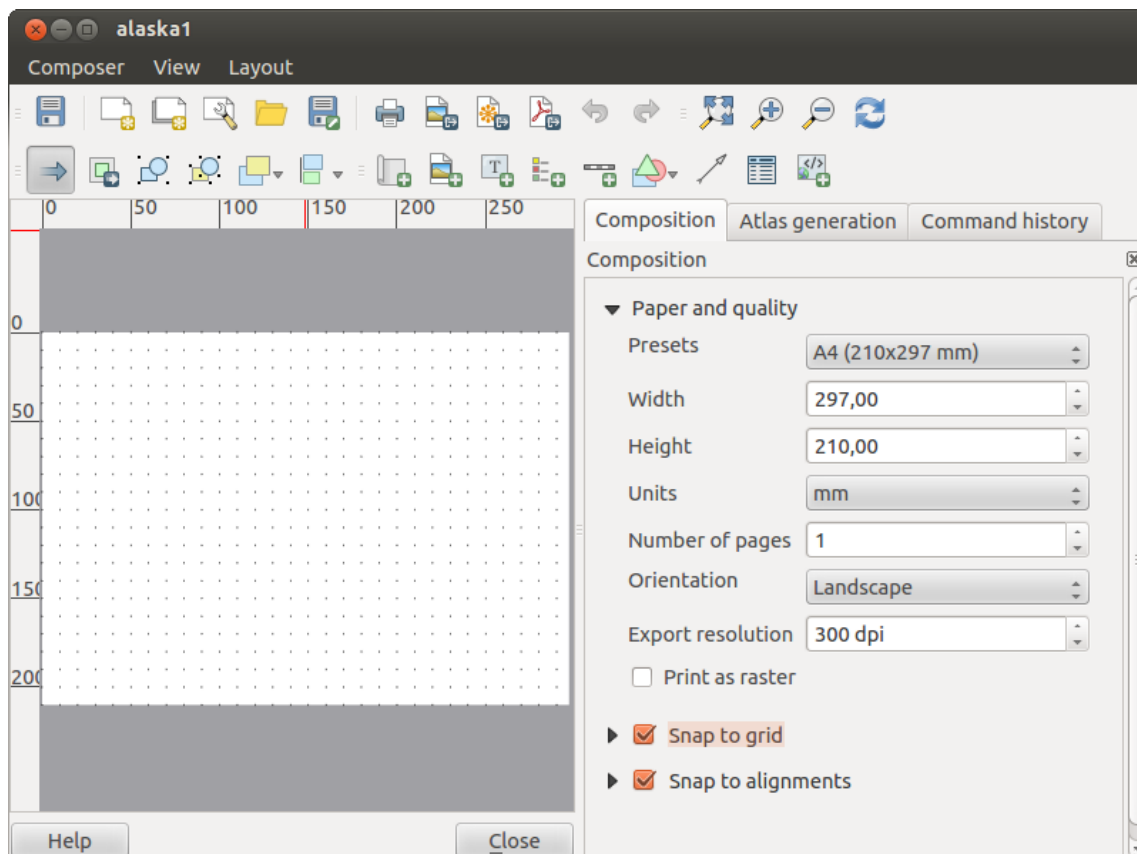 alaska1
Composer View Layout
T
</>
0 50 100 150 200 250
0
50
100
150
200
Help
Close
Composition Atlas generation Command history
Composition
Paper and quality
Presets A4 (210x297 mm)
Width 297,00
Height 210,00
Units mm
Number of pages 1
Orientation Landscape
Export resolution 300 dpi
Print as raster
Snap to grid
Snap to alignments